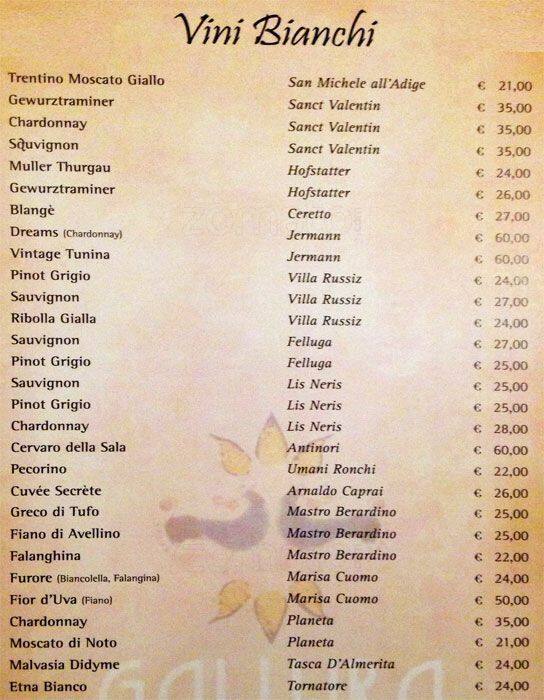 Vini Bianchi
Trentino Moscato Giallo San Michele all'Adige € 21,00
Gewurztraminer Sanct Valentin € 35,00
Chardonnay Sanct Valentin € 35,00
Sauvignon Sanct Valentin € 35,00
Muller Thurgau Hofstatter € 24,00
Gewurztraminer Hofstatter € 26,00
Blangè Ceretto € 27,00
Dreams (Chardonnay) Jermann € 60,00
Vintage Tunina Jermann € 60,00
Pinot Grigio Villa Russiz € 24,00
Sauvignon Villa Russiz € 27,00
Ribolla Gialla Villa Russiz € 24,00
Sauvignon Felluga € 27,00
Pinot Grigio Felluga € 25,00
Sauvignon Lis Neris € 25,00
Pinot Grigio Lis Neris € 25,00
Chardonnay Lis Neris € 28,00
Cervaro della Sala Antinori € 60,00
Pecorino Umani Ronchi € 22,00
Cuvée Secrète Arnaldo Caprai € 26,00
Greco di Tufo Mastro Berardino € 25,00
Fiano di Avellino Mastro Berardino € 25,00
Falanghina Mastro Berardino € 22,00
Furore (Biancolella, Falangina) Marisa Cuomo € 24,00
Fior d'Uva (Fiano) Marisa Cuomo € 50,00
Chardonnay Planeta € 35,00
Moscato di Noto Planeta € 21,00
Malvasia Didyme Tasca D'Almerita € 24,00
Etna Bianco Tornatore € 24,00